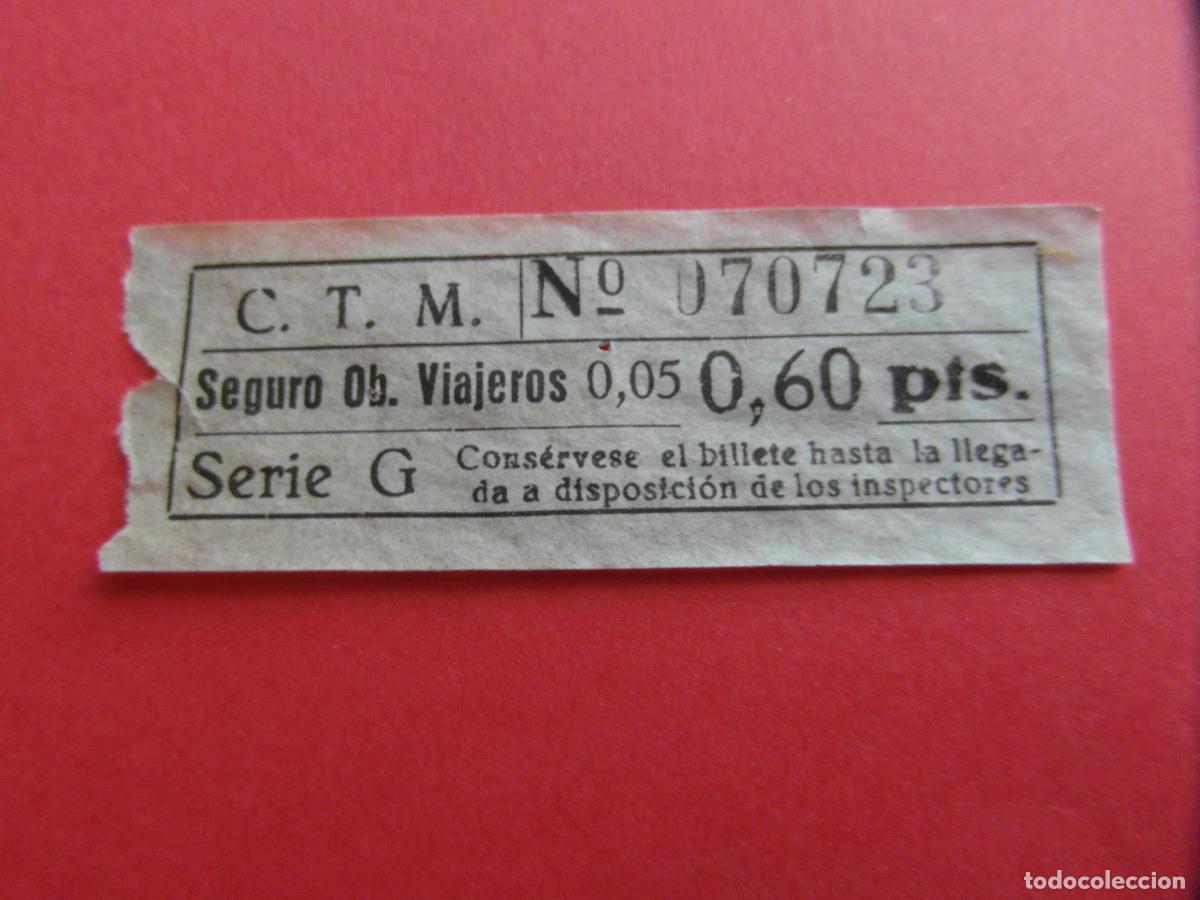 C. T. M. Nº 070723
Seguro Ob. Viajeros 0,05 0,60 pts.
Serie G Consérvese el billete hasta la llega-
da a disposición de los inspectores
todocoleccion